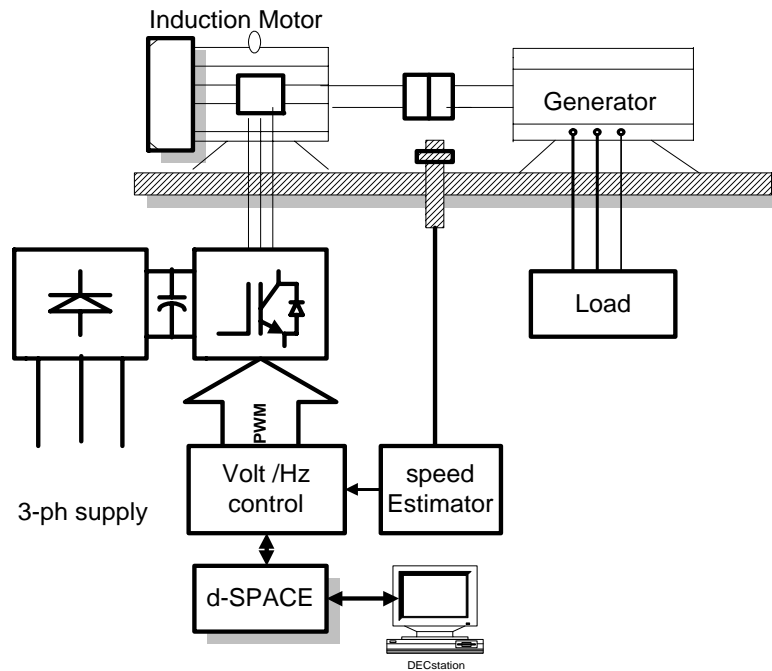 Induction Motor
Generator
Load
PWM
Volt /Hz
control
speed
Estimator
3-ph supply
d-SPACE
DECstation